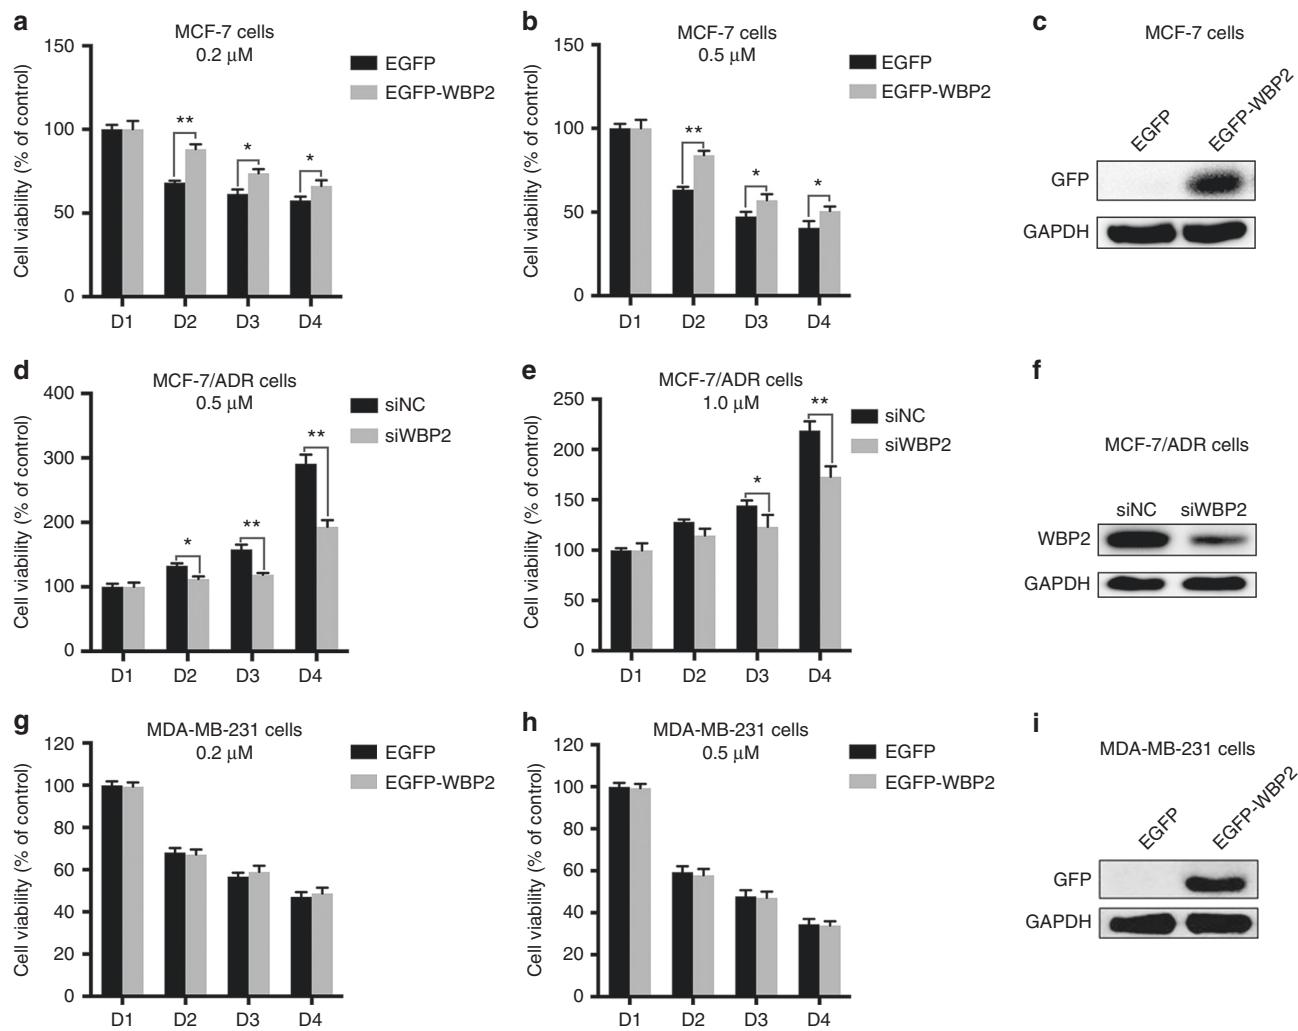 a
MCF-7 cells
0.2 μM
Cell viability (% of control)
150
100
50
0
**
*
*
D1 D2 D3 D4
EGFP
EGFP-WBP2
b
MCF-7 cells
0.5 μM
Cell viability (% of control)
150
100
50
0
**
*
*
D1 D2 D3 D4
EGFP
EGFP-WBP2
c
MCF-7 cells
EGFP
EGFP-WBP2
GFP
GAPDH
d
MCF-7/ADR cells
0.5 μM
Cell viability (% of control)
400
300
200
100
0
*
**
**
D1 D2 D3 D4
siNC
siWBP2
e
MCF-7/ADR cells
1.0 μM
Cell viability (% of control)
250
200
150
100
50
0
*
**
D1 D2 D3 D4
siNC
siWBP2
f
MCF-7/ADR cells
siNC siWBP2
WBP2
GAPDH
g
MDA-MB-231 cells
0.2 μM
Cell viability (% of control)
120
100
80
60
40
20
0
D1 D2 D3 D4
EGFP
EGFP-WBP2
h
MDA-MB-231 cells
0.5 μM
Cell viability (% of control)
120
100
80
60
40
20
0
D1 D2 D3 D4
EGFP
EGFP-WBP2
i
MDA-MB-231 cells
EGFP
EGFP-WBP2
GFP
GAPDH